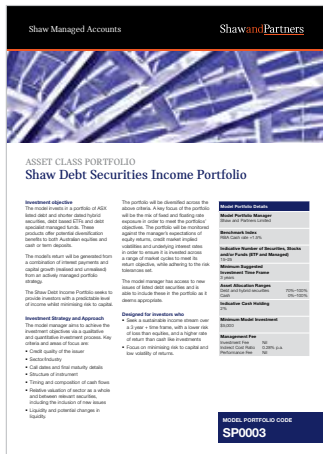 Shaw Managed Accounts
ShawandPartners
ASSET CLASS PORTFOLIO
Shaw Debt Securities Income Portfolio
Investment objective
The model invests in a portfolio of ASX
listed debt and shorter dated hybrid
securities, debt based ETFs and debt
specialist managed funds. These
products offer potential diversification
benefits to both Australian equities and
cash or term deposits.
The model's return will be generated from
a combination of interest payments and
capital growth (realised and unrealised)
from an actively managed portfolio
strategy.
The Shaw Debt Income Portfolio seeks to
provide investors with a predictable level
of income whilst minimising risk to capital.
Investment Strategy and Approach
The model manager aims to achieve the
investment objectives via a qualitative
and quantitative investment process. Key
criteria and areas of focus are:
• Credit quality of the issuer
• Sector/Industry
• Call dates and final maturity details
• Structure of instrument
• Timing and composition of cash flows
• Relative valuation of sector as a whole
and between relevant securities,
including the inclusion of new issues
• Liquidity and potential changes in
liquidity.
The portfolio will be diversified across the
above criteria. A key focus of the portfolio
will be the mix of fixed and floating rate
exposure in order to meet the portfolios'
objectives. The portfolio will be monitored
against the manager's expectations of
equity returns, credit market implied
volatilities and underlying interest rates
in order to ensure it is invested across
a range of market cycles to meet its
return objective, while adhering to the risk
tolerances set.
The model manager has access to new
issues of listed debt securities and is
able to include these in the portfolio as it
deems appropriate.
Designed for investors who
• Seek a sustainable income stream over
a 3 year + time frame, with a lower risk
of loss than equities, and a higher rate
of return than cash like investments
• Focus on minimising risk to capital and
low volatility of returns.
Model Portfolio Details
Model Portfolio Manager
Shaw and Partners Limited
Benchmark Index
RBA Cash rate +1.5%
Indicative Number of Securities, Stocks
and/or Funds (ETF and Managed)
Minimum Suggested
Investment Time Frame
3 years
Asset Allocation Ranges
Debt and hybrid securities 70%–100%
Cash 0%–100%
Indicative Cash Holding
2%
Minimum Model Investment
Management Fee
Investment Fee Nil
Indirect Cost Ratio
Performance Fee Nil
MODEL PORTFOLIO CODE
SP0003